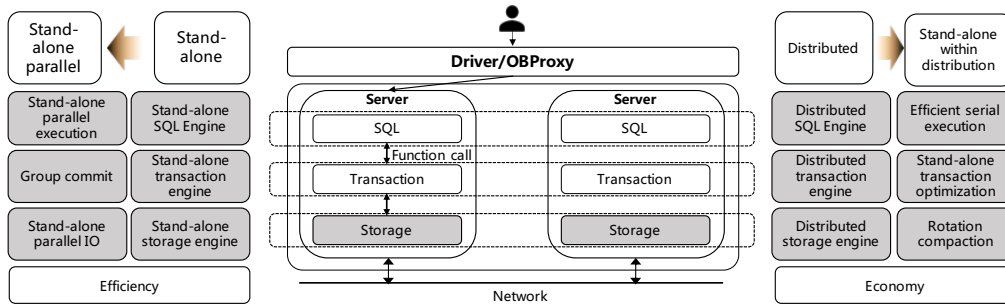 Stand-
alone
parallel
Stand-
alone
Stand-alone
parallel
execution
Stand-alone
SQL Engine
Group commit
Stand-alone
transaction
engine
Stand-alone
parallel IO
Stand-alone
storage engine
Efficiency
Driver/OBProxy
Server
SQL
Function call
Transaction
Storage
Server
SQL
Transaction
Storage
Network
Distributed
Stand-alone
within
distribution
Distributed
SQL Engine
Efficient serial
execution
Distributed
transaction
engine
Stand-alone
transaction
optimization
Distributed
storage engine
Rotation
compaction
Economy